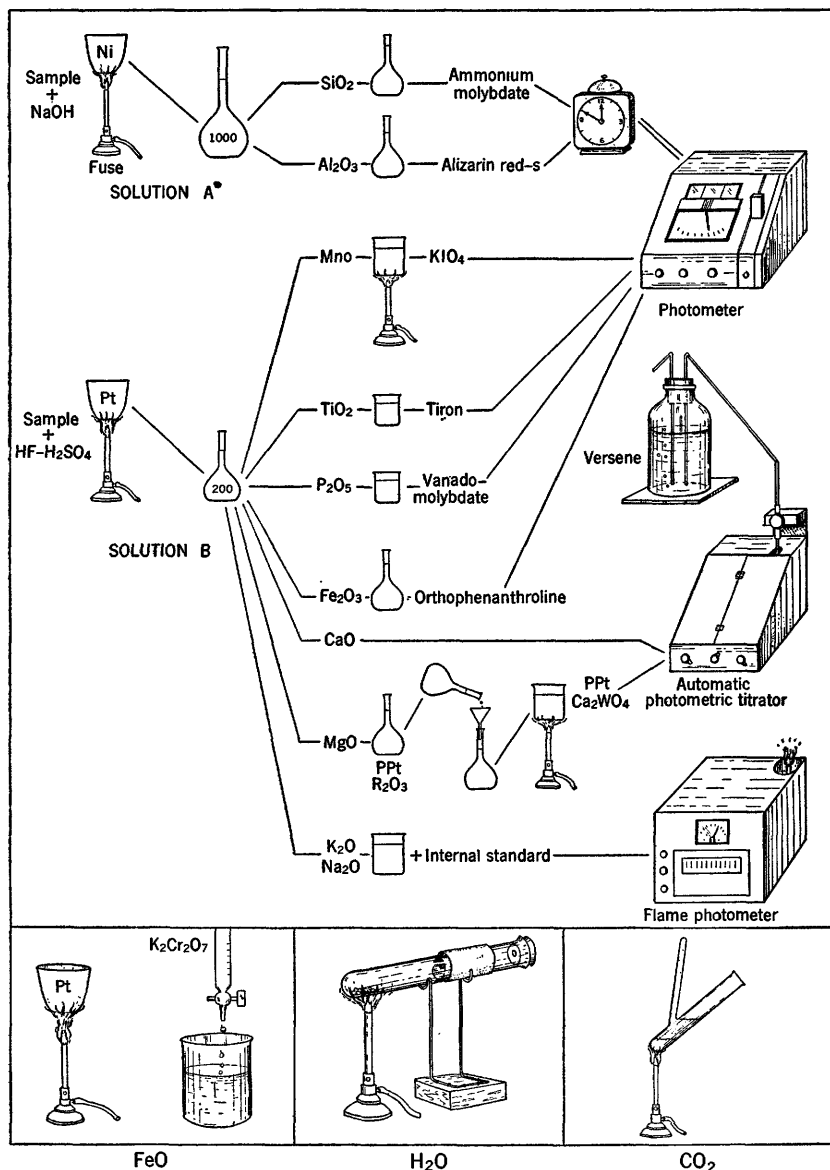 Ni
Sample
+
NaOH
Fuse
SOLUTION A
1000
SiO₂
Ammonium
molybdate
Al₂O₃
Alizarin red-s
Photometer
Mno
KIO₄
Pt
Sample
+
HF-H₂SO₄
SOLUTION B
200
TiO₂
Tiron
P₂O₅
Vanado
molybdate
Fe₂O₃
Orthophenanthroline
Versene
CaO
Automatic
photometric titrator
MgO
PPt
R₂O₃
PPt
Ca₂WO₄
K₂O
Na₂O
+ Internal standard
Flame photometer
Pt
K₂Cr₂O₇
FeO
H₂O
CO₂